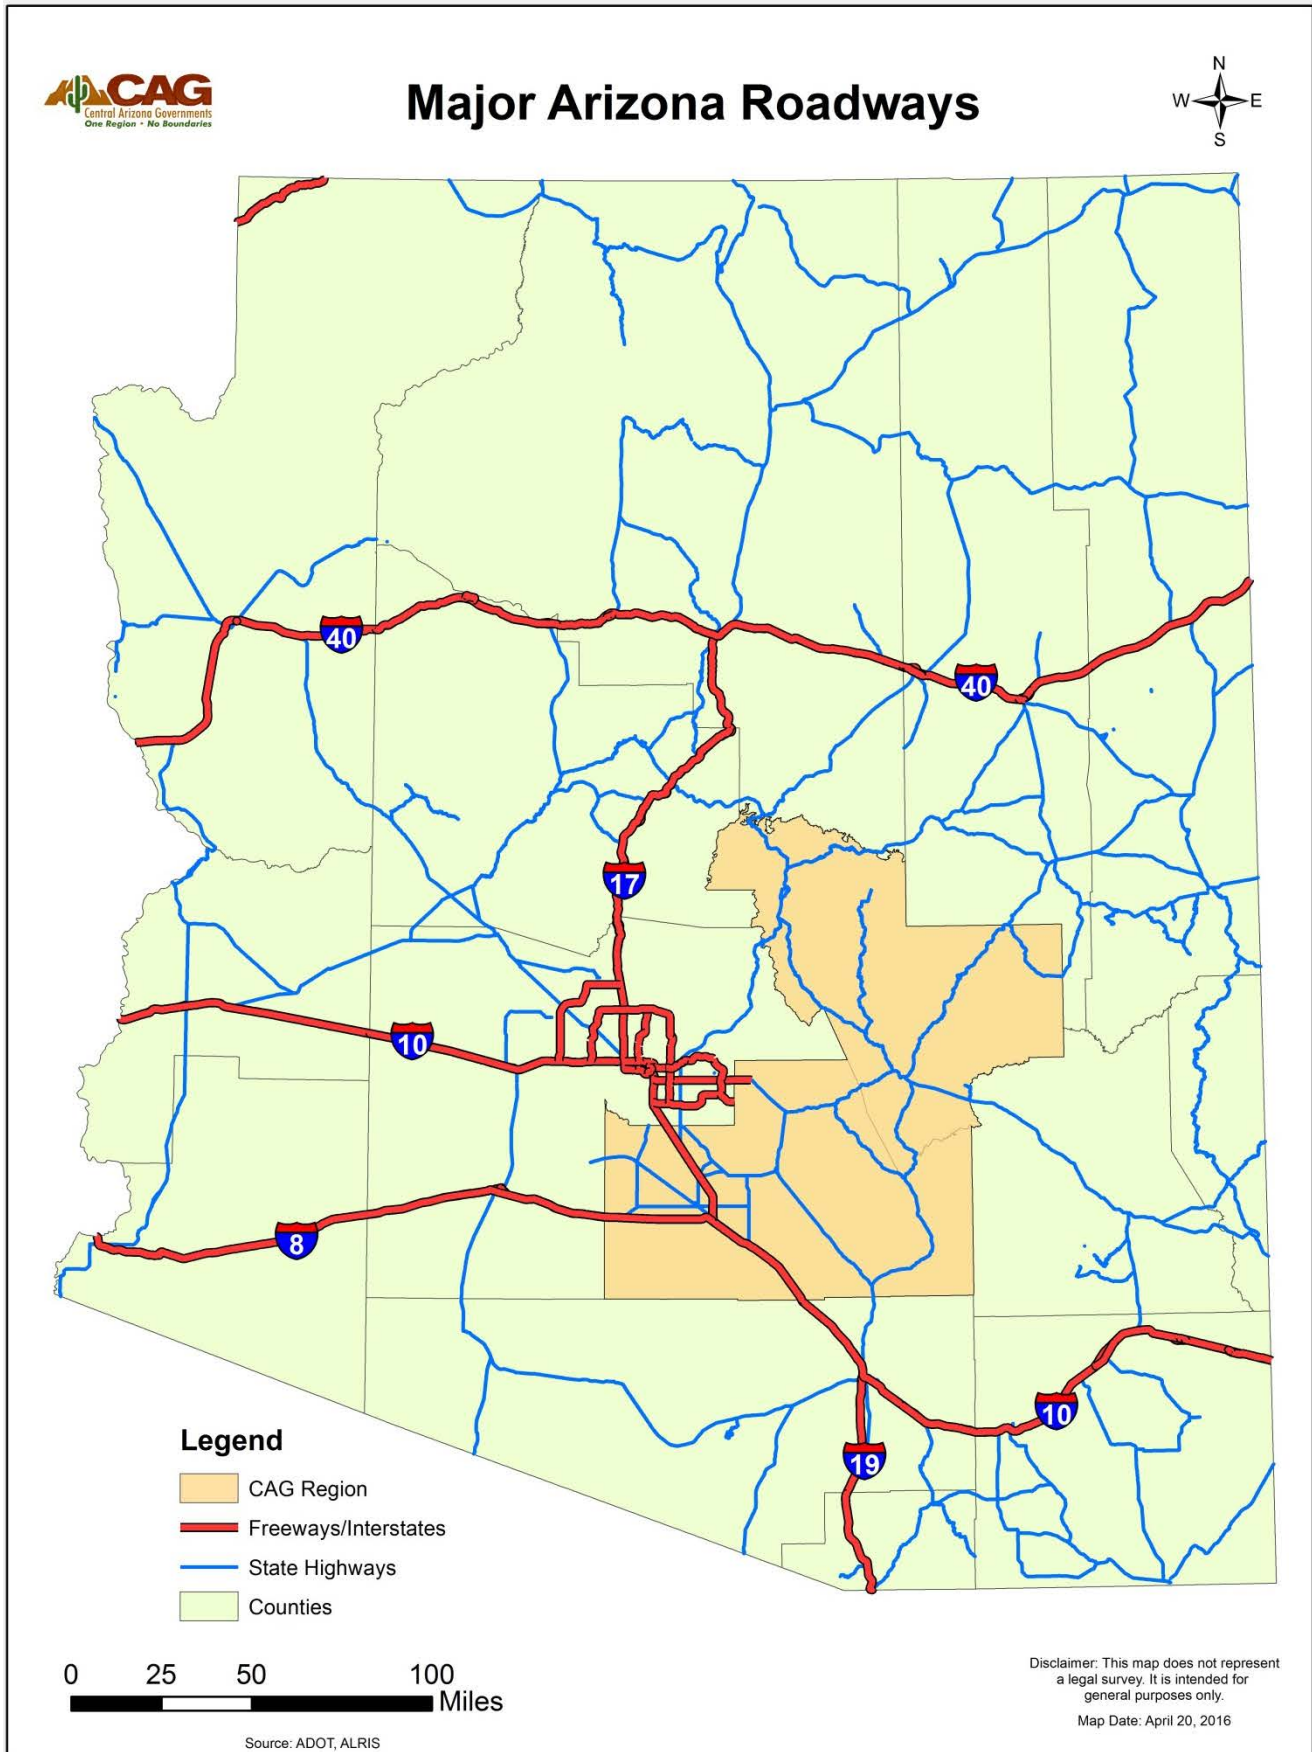 CAG
Central Arizona Governments
One Region • No Boundaries
Major Arizona Roadways
N
W E
S
40
40
17
10
8
10
19
Legend
CAG Region
Freeways/Interstates
State Highways
Counties
0 25 50 100
Miles
Source: ADOT, ALRIS
Disclaimer: This map does not represent
a legal survey. It is intended for
general purposes only.
Map Date: April 20, 2016